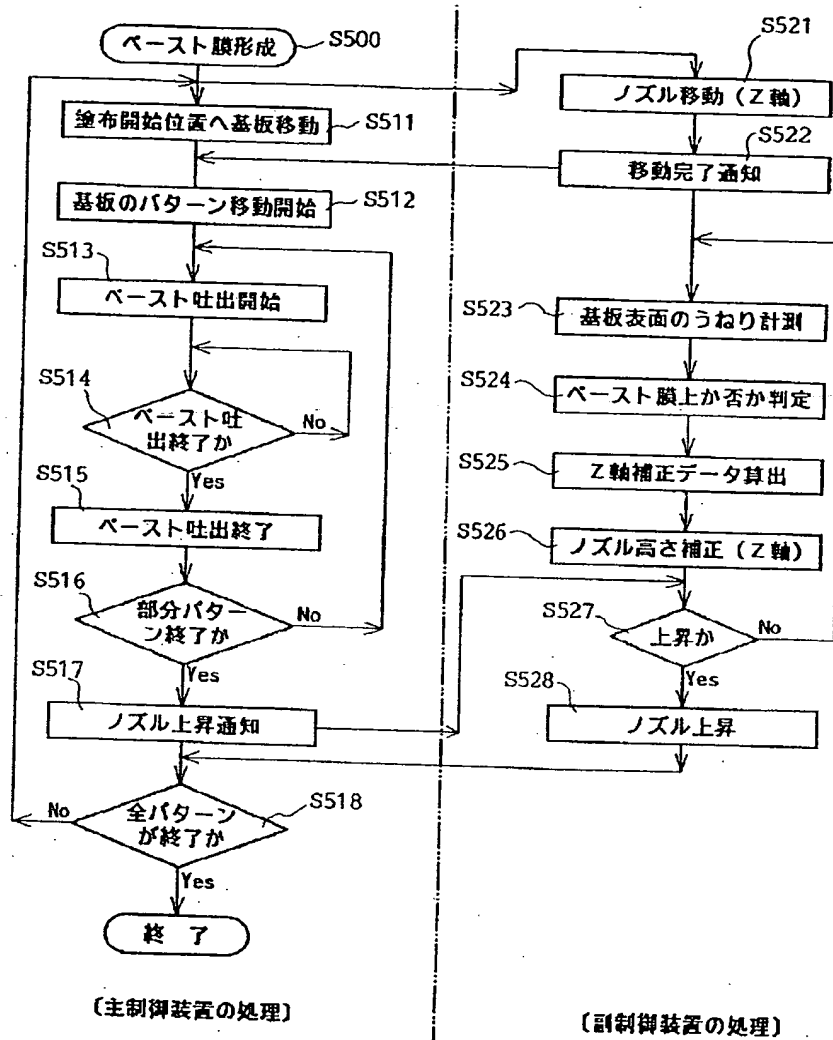 ペースト膜形成
S500
塗布開始位置へ基板移動
S511
基板のパターン移動開始
S512
S513
ペースト吐出開始
S514
ペースト吐
出終了か
No
Yes
S515
ペースト吐出終了
S516
部分パター
ン終了か
No
Yes
S517
ノズル上昇通知
全パターン
が終了か
S518
No
Yes
終 了
〔主制御装置の処理〕
S521
ノズル移動（Z軸）
S522
移動完了通知
S523
基板表面のうねり計測
S524
ペースト膜上か否か判定
S525
Z軸補正データ算出
S526
ノズル高さ補正（Z軸）
S527
上昇か
No
Yes
S528
ノズル上昇
〔副制御装置の処理〕